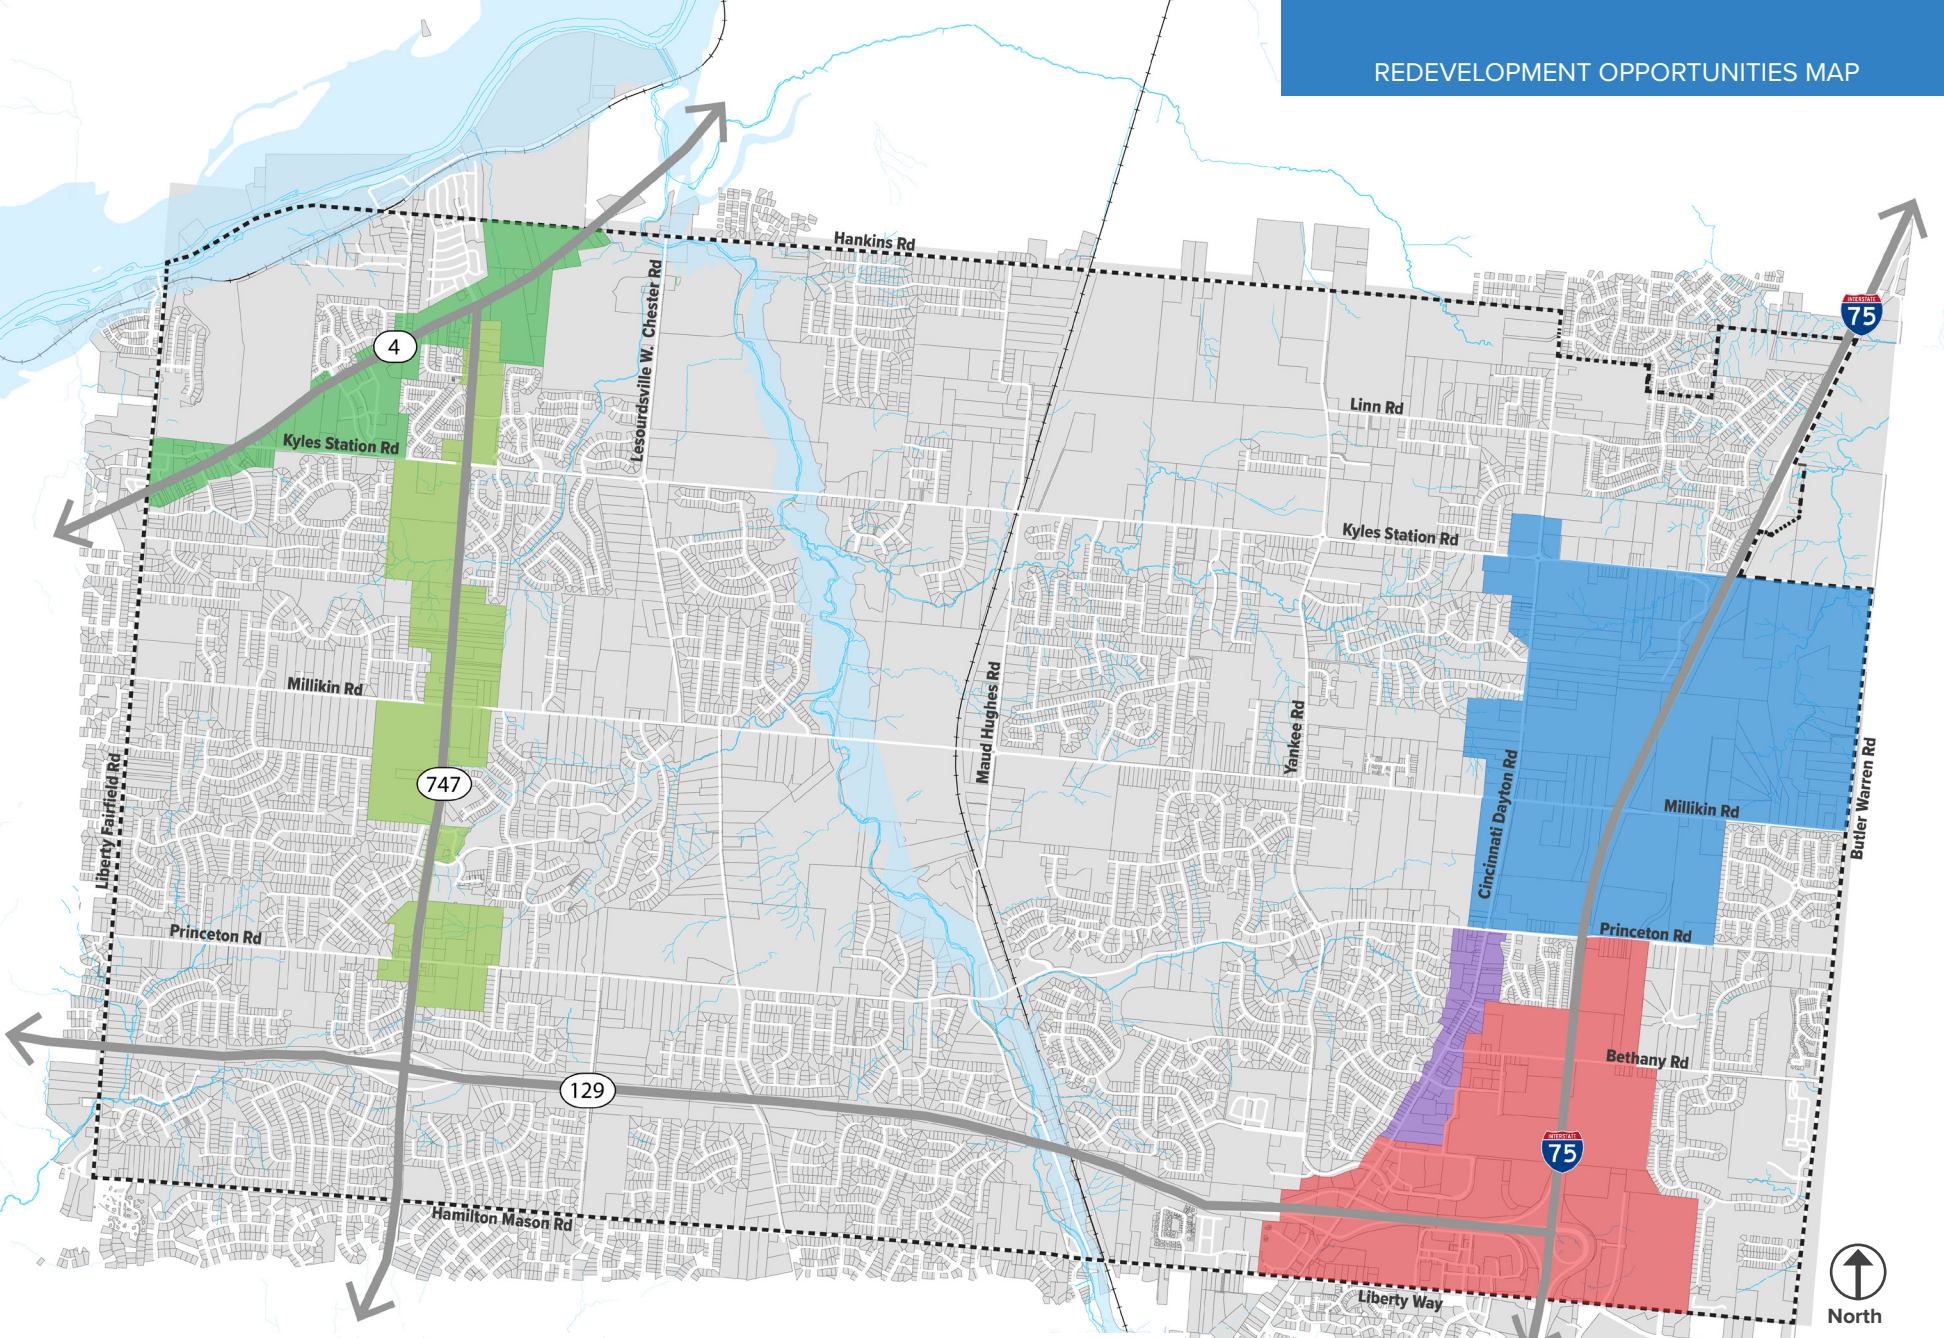 REDEVELOPMENT OPPORTUNITIES MAP
Hankins Rd
Lesourdsville W. Chester Rd
INTERSTATE
75
4
Linn Rd
Kyles Station Rd
Kyles Station Rd
Millikin Rd
Maud Hughes Rd
Yankee Rd
Cincinnati Dayton Rd
Butler Warren Rd
747
Liberty Fairfield Rd
Millikin Rd
Princeton Rd
Princeton Rd
Bethany Rd
129
INTERSTATE
75
Hamilton Mason Rd
Liberty Way
North